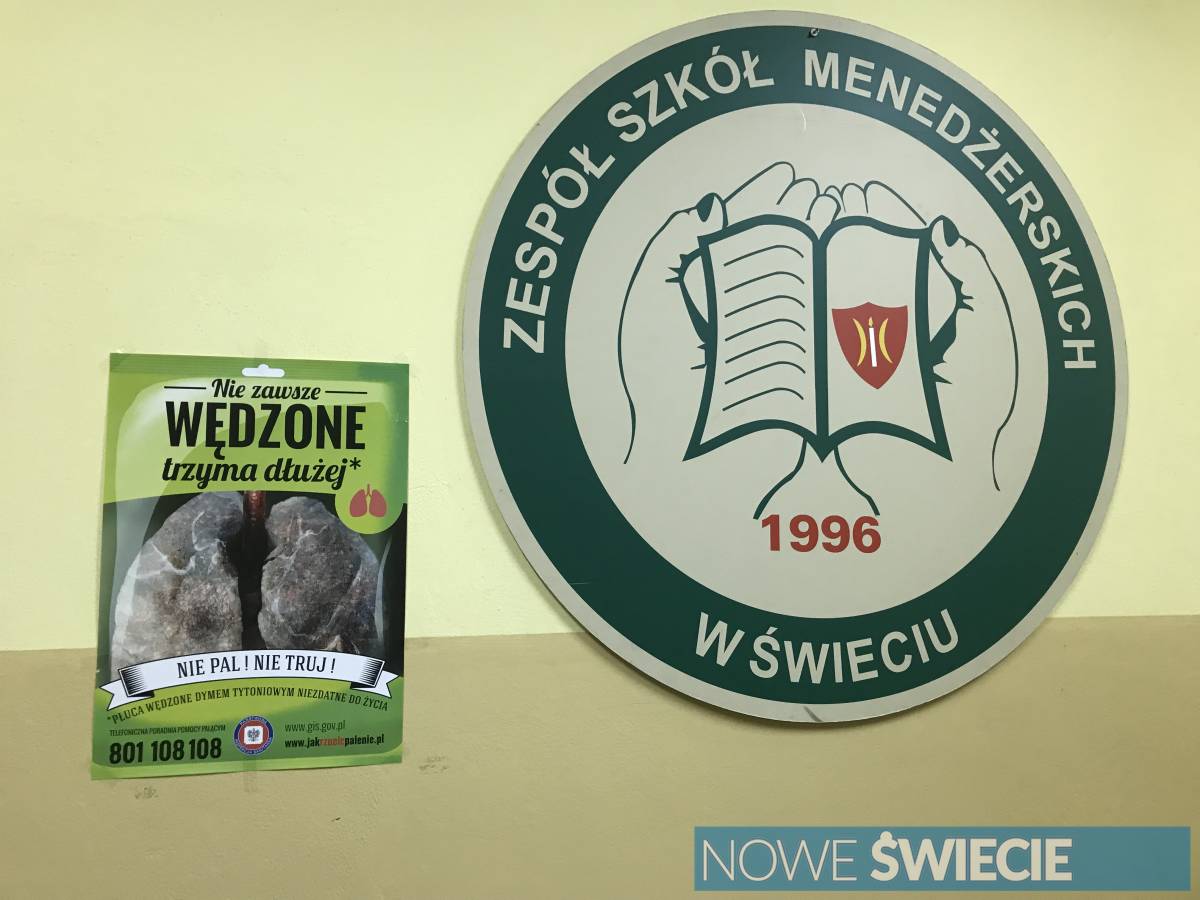 ZESPÓŁ SZKÓŁ MENEDŻERSKICH
1996
W ŚWIECIU
Nie zawsze
WĘDZONE
trzyma dłużej*
NIE PAL! NIE TRUJ!
*PŁUCA WĘDZONE DYMEM TYTONIOWYM NIEZDATNE DO ŻYCIA
TELEFONICZNA PORADNIA POMOCY PALĄCYM
801 108 108
www.gis.gov.pl
www.jakrzucicpalenie.pl
NOWE ŚWIECIE